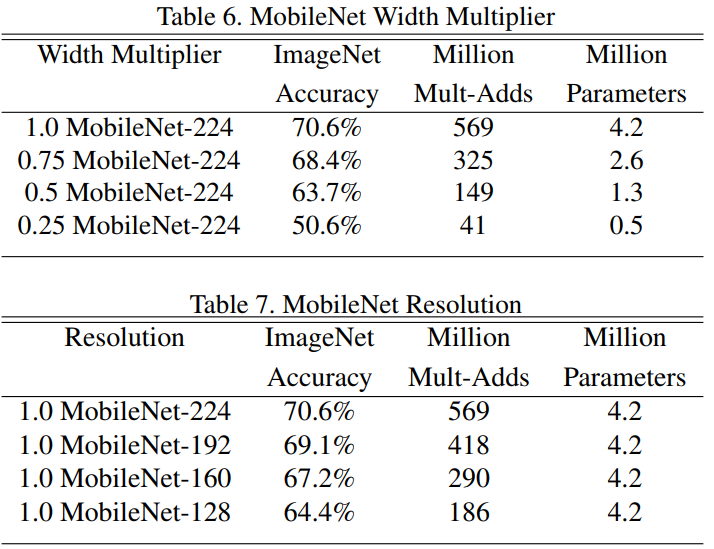 Table 6. MobileNet Width Multiplier
Width Multiplier ImageNet Million Million
Accuracy Mult-Adds Parameters
1.0 MobileNet-224 70.6% 569 4.2
0.75 MobileNet-224 68.4% 325 2.6
0.5 MobileNet-224 63.7% 149 1.3
0.25 MobileNet-224 50.6% 41 0.5
Table 7. MobileNet Resolution
Resolution ImageNet Million Million
Accuracy Mult-Adds Parameters
1.0 MobileNet-224 70.6% 569 4.2
1.0 MobileNet-192 69.1% 418 4.2
1.0 MobileNet-160 67.2% 290 4.2
1.0 MobileNet-128 64.4% 186 4.2